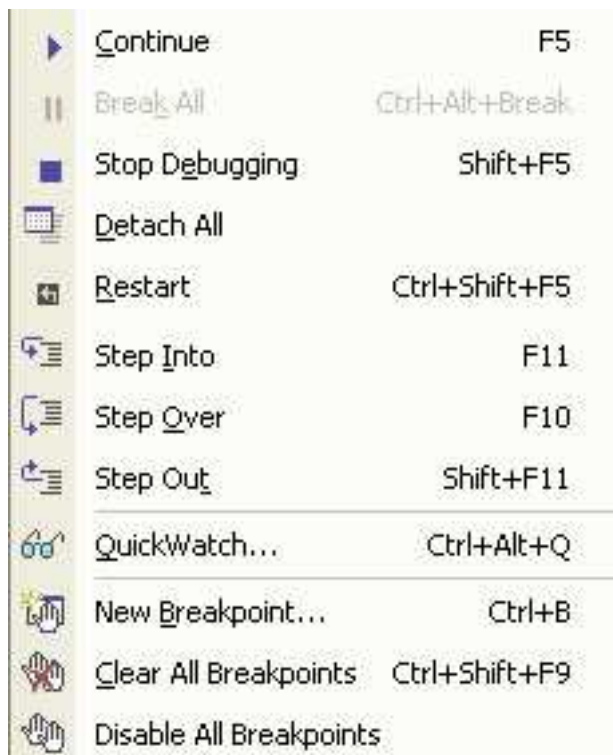 Continue F5
Break All Ctrl+Alt+Break
Stop Debugging Shift+F5
Detach All
Restart Ctrl+Shift+F5
Step Into F11
Step Over F10
Step Out Shift+F11
QuickWatch... Ctrl+Alt+Q
New Breakpoint... Ctrl+B
Clear All Breakpoints Ctrl+Shift+F9
Disable All Breakpoints